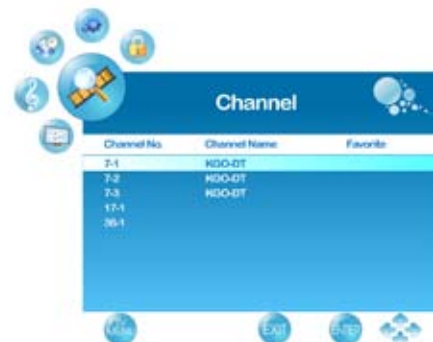 Channel
Channel No. Channel Name Favorite
7-1 KGO-DT
7-2 KGO-DT
7-3 KGO-DT
17-1
36-1
EXIT ENTER